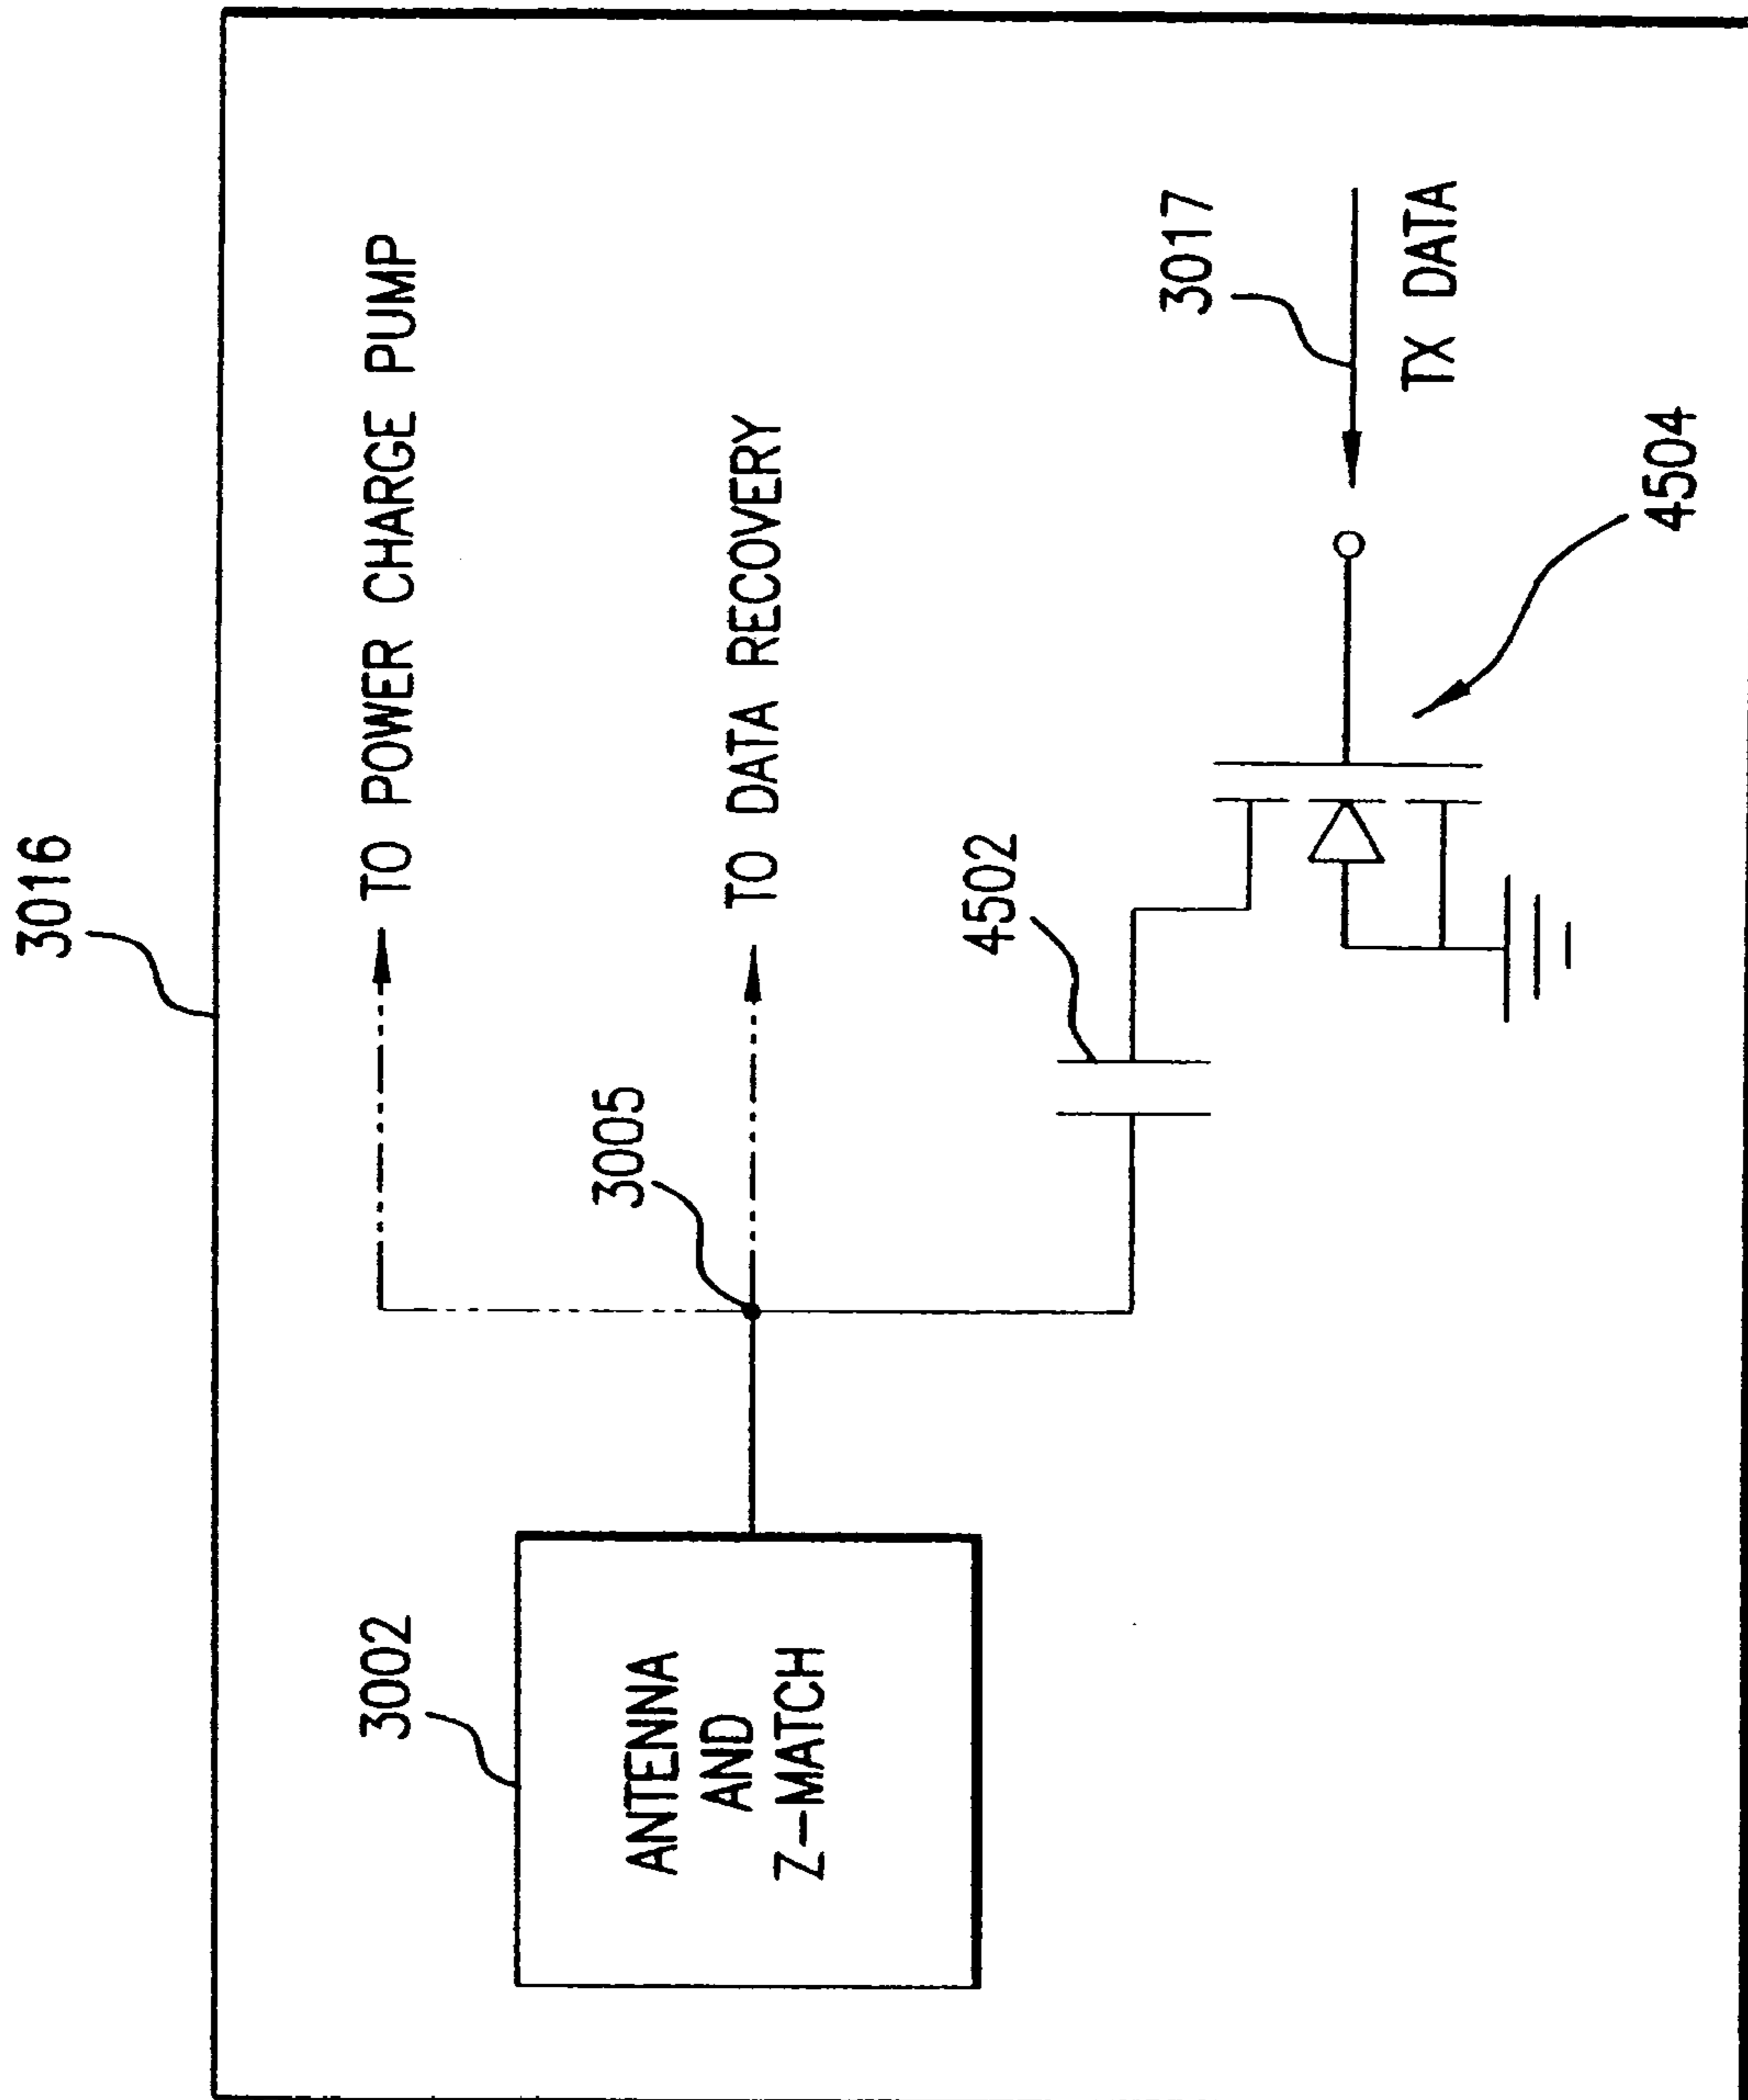 3016
TO POWER CHARGE PUMP
3005
TO DATA RECOVERY
3002
ANTENNA
AND
Z-MATCH
4502
3017
TX DATA
4504